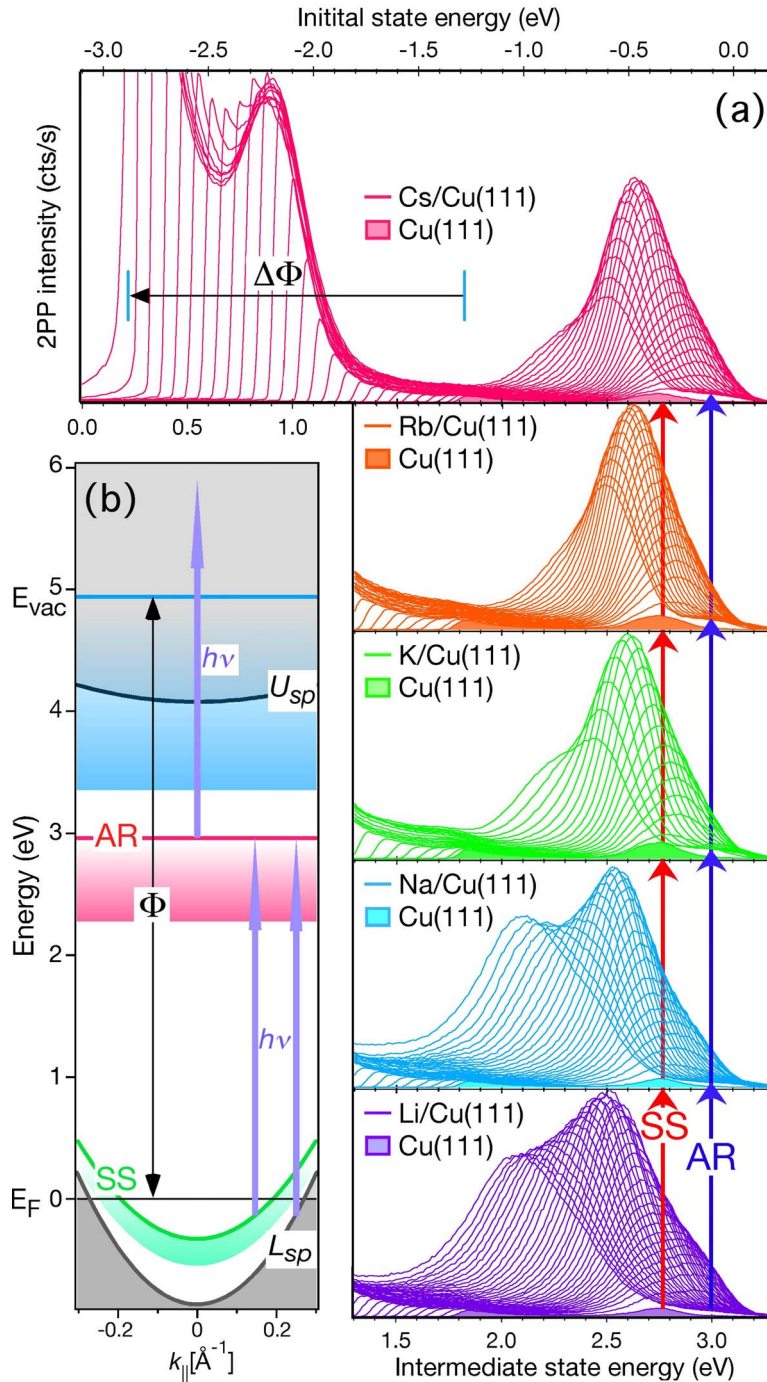 Initital state energy (eV)
-3.0 -2.5 -2.0 -1.5 -1.0 -0.5 0.0
(a)
2PP intensity (cts/s)
Cs/Cu(111)
Cu(111)
ΔΦ
0.0 0.5 1.0
Rb/Cu(111)
Cu(111)
K/Cu(111)
Cu(111)
Na/Cu(111)
Cu(111)
Li/Cu(111)
Cu(111)
SS
AR
1.5 2.0 2.5 3.0
Intermediate state energy (eV)
(b)
6
5
E_vac
4
3
2
1
0
E_F
Energy (eV)
hν
U_sp
AR
Φ
hν
SS
L_sp
-0.2 0 0.2
k_||[Å⁻¹]